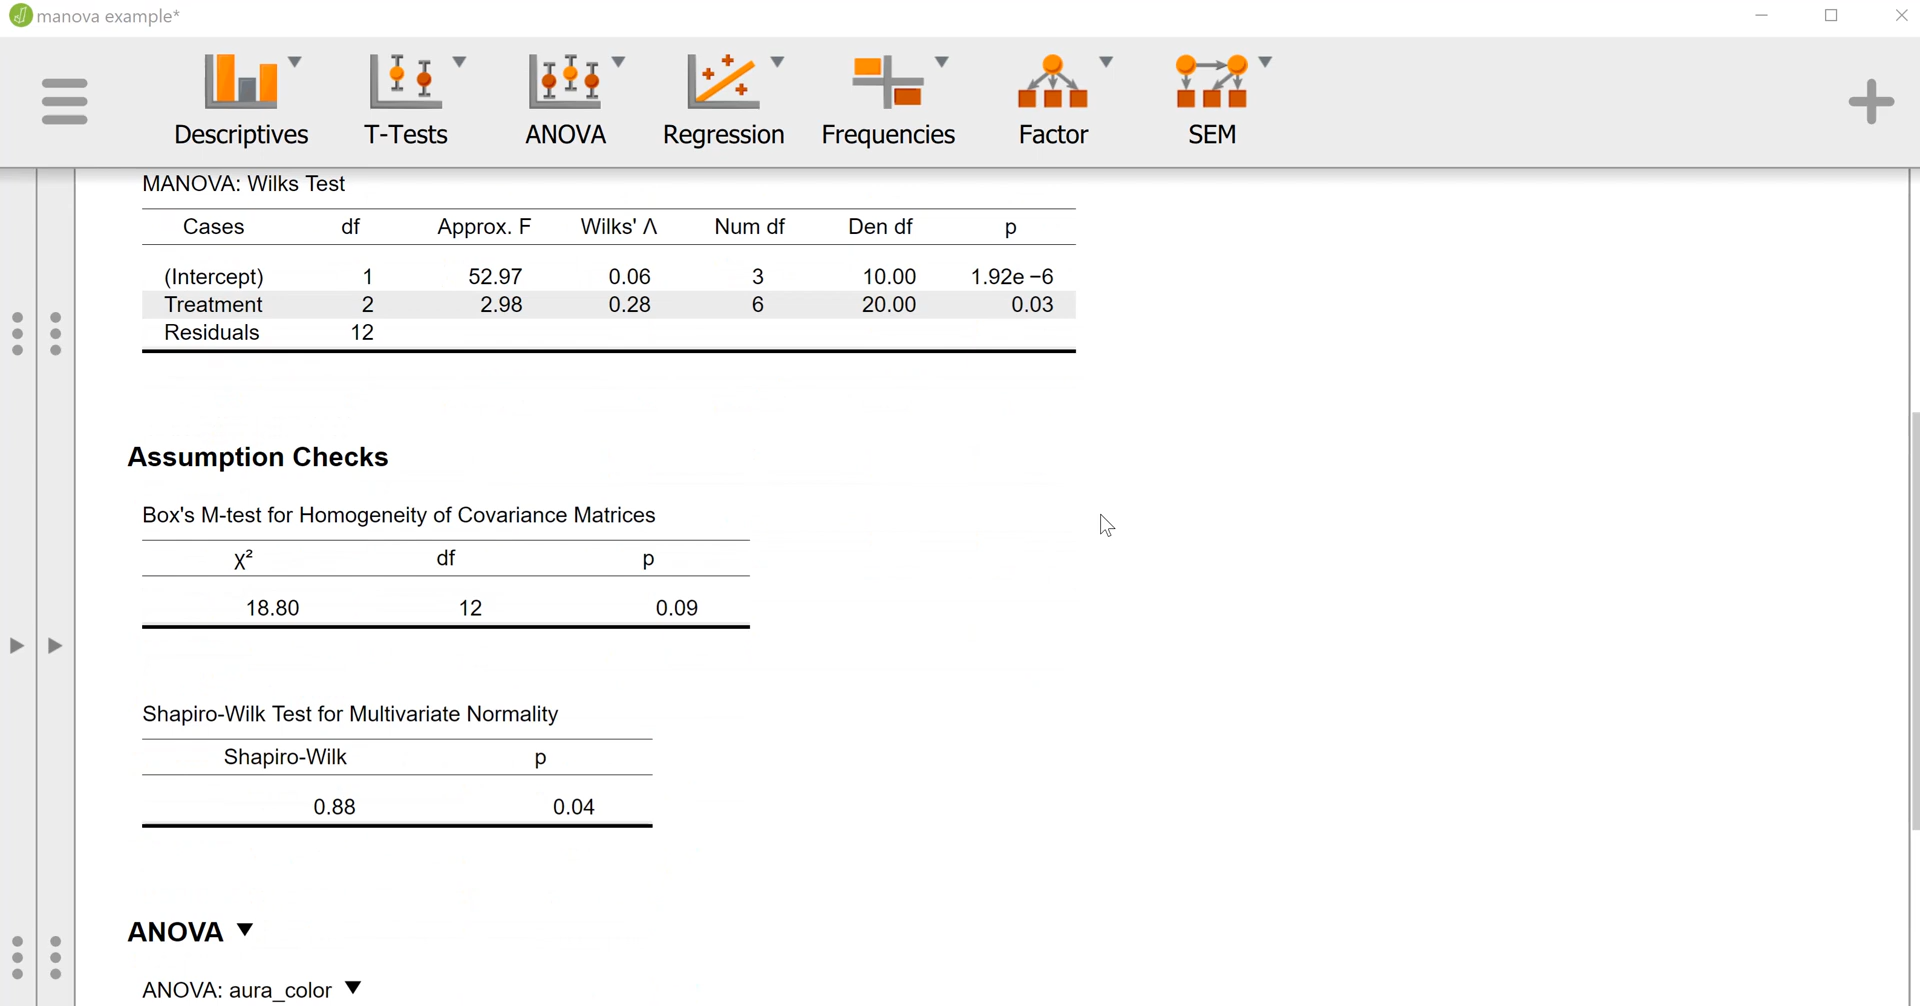 manova example*
Descriptives T-Tests ANOVA Regression Frequencies Factor SEM
MANOVA: Wilks Test
Cases df Approx. F Wilks' Λ Num df Den df p
(Intercept) 1 52.97 0.06 3 10.00 1.92e −6
Treatment 2 2.98 0.28 6 20.00 0.03
Residuals 12
Assumption Checks
Box's M-test for Homogeneity of Covariance Matrices
χ² df p
18.80 12 0.09
Shapiro-Wilk Test for Multivariate Normality
Shapiro-Wilk p
0.88 0.04
ANOVA
ANOVA: aura_color